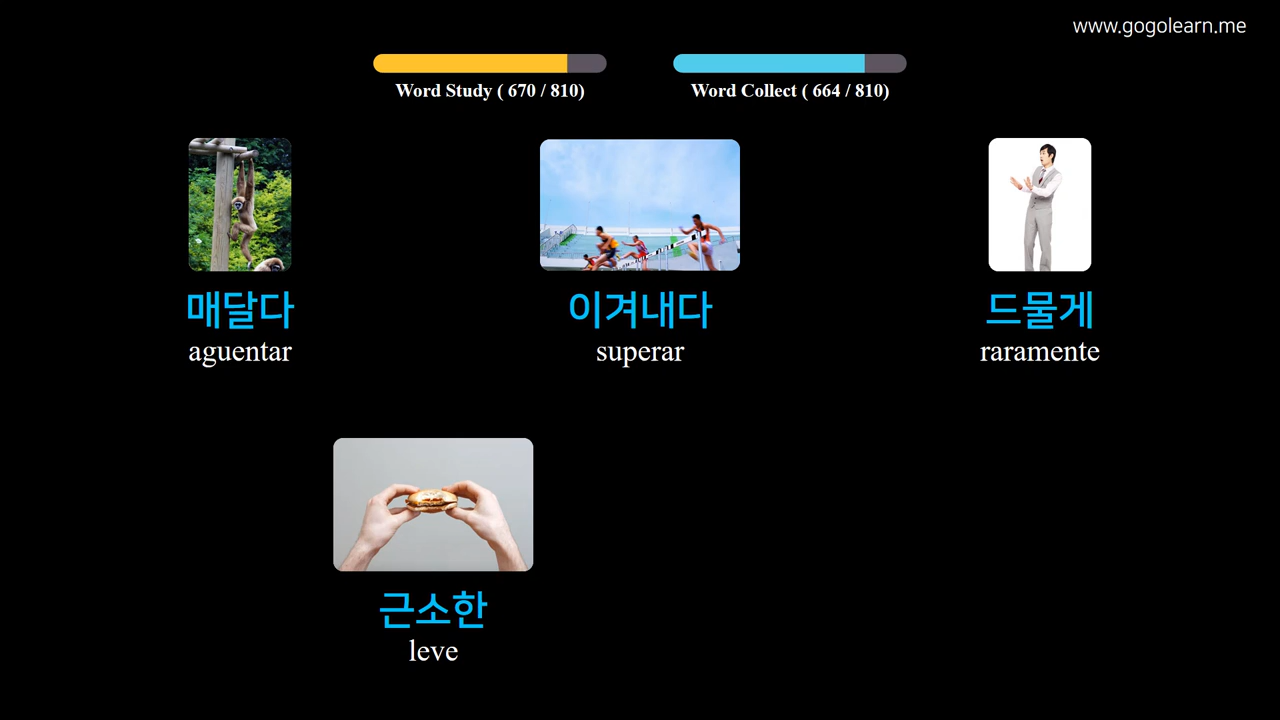 www.gogolearn.me
Word Study ( 670 / 810)
Word Collect ( 664 / 810)
매달다
aguentar
이겨내다
superar
드물게
raramente
근소한
leve